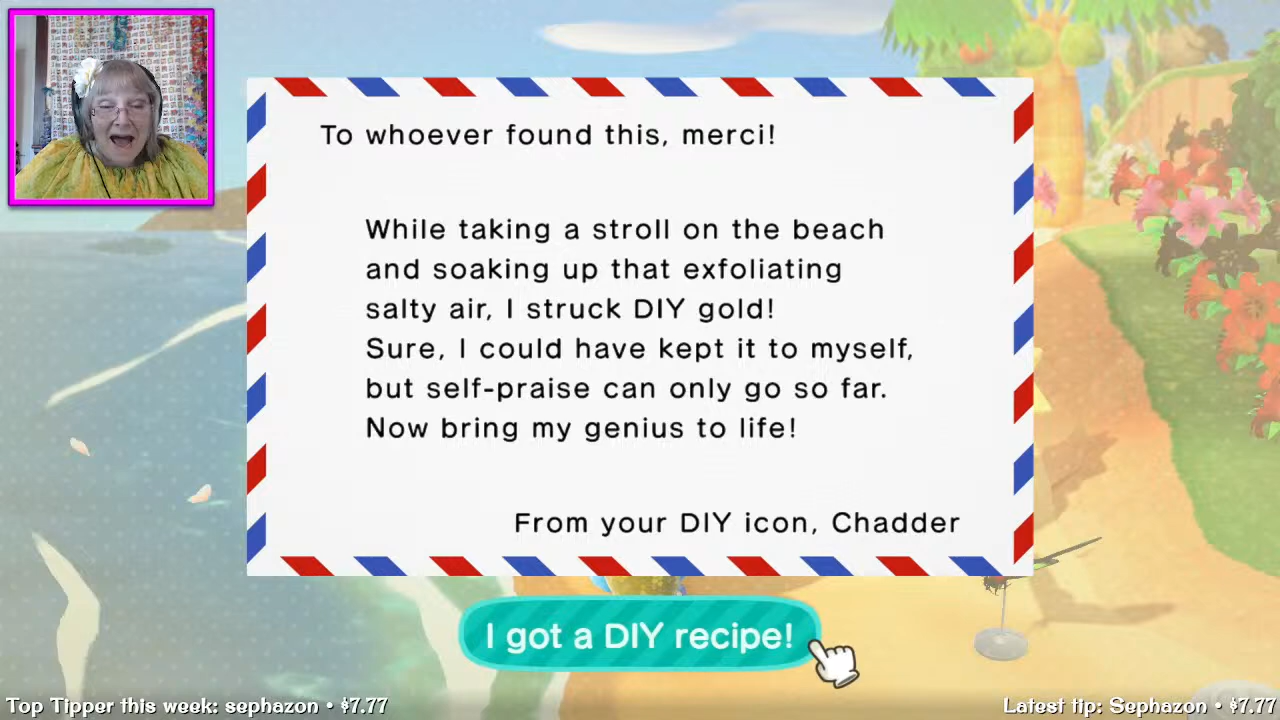 To whoever found this, merci!
While taking a stroll on the beach
and soaking up that exfoliating
salty air, I struck DIY gold!
Sure, I could have kept it to myself,
but self-praise can only go so far.
Now bring my genius to life!
From your DIY icon, Chadder
I got a DIY recipe!
Top Tipper this week: sephazon • $7.77
Latest tip: Sephazon • $7.77